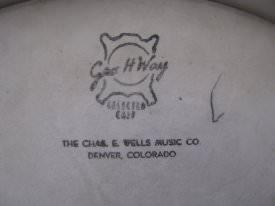 Geo H Way
SELECTED
CALF
THE CHAS. E. WELLS MUSIC CO.
DENVER, COLORADO